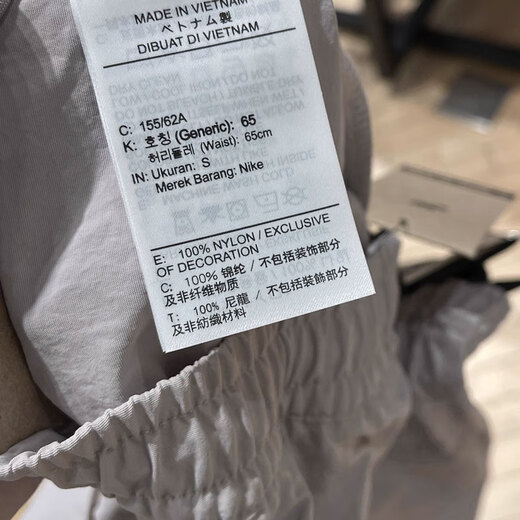 MADE IN VIETNAM
ベトナム製
DIBUAT DI VIETNAM
C: 155/62A
K: 호칭 (Generic): 65
허리둘레 (Waist): 65cm
IN: Ukuran: S
Merek Barang: Nike
E: 100% NYLON / EXCLUSIVE
OF DECORATION
C: 100% 锦纶 / 不包括装饰部分
及非纤维物质
T: 100% 尼龍 / 不包括裝飾部分
及非紡織材料